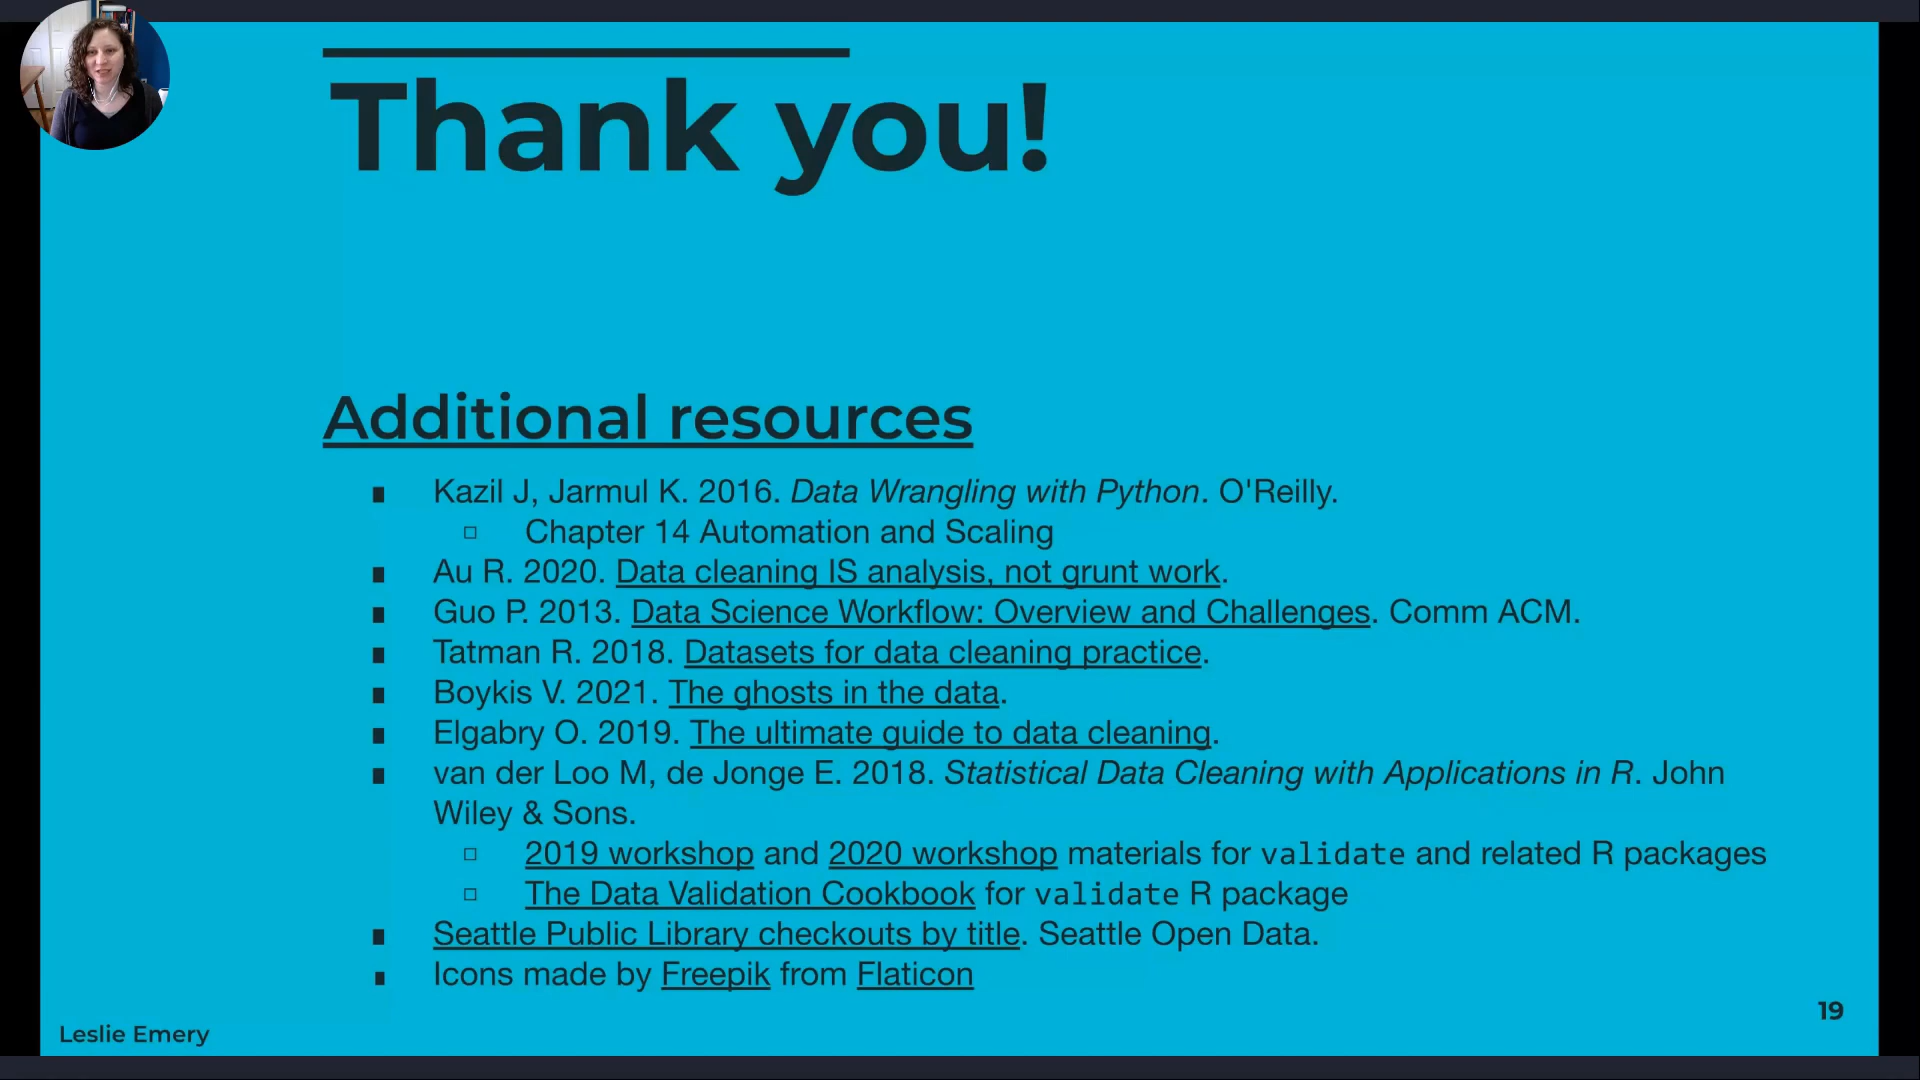 Thank you!
Additional resources
■ Kazil J, Jarmul K. 2016. Data Wrangling with Python. O'Reilly.
□ Chapter 14 Automation and Scaling
■ Au R. 2020. Data cleaning IS analysis, not grunt work.
■ Guo P. 2013. Data Science Workflow: Overview and Challenges. Comm ACM.
■ Tatman R. 2018. Datasets for data cleaning practice.
■ Boykis V. 2021. The ghosts in the data.
■ Elgabry O. 2019. The ultimate guide to data cleaning.
■ van der Loo M, de Jonge E. 2018. Statistical Data Cleaning with Applications in R. John
Wiley & Sons.
□ 2019 workshop and 2020 workshop materials for validate and related R packages
□ The Data Validation Cookbook for validate R package
■ Seattle Public Library checkouts by title. Seattle Open Data.
■ Icons made by Freepik from Flaticon
19
Leslie Emery